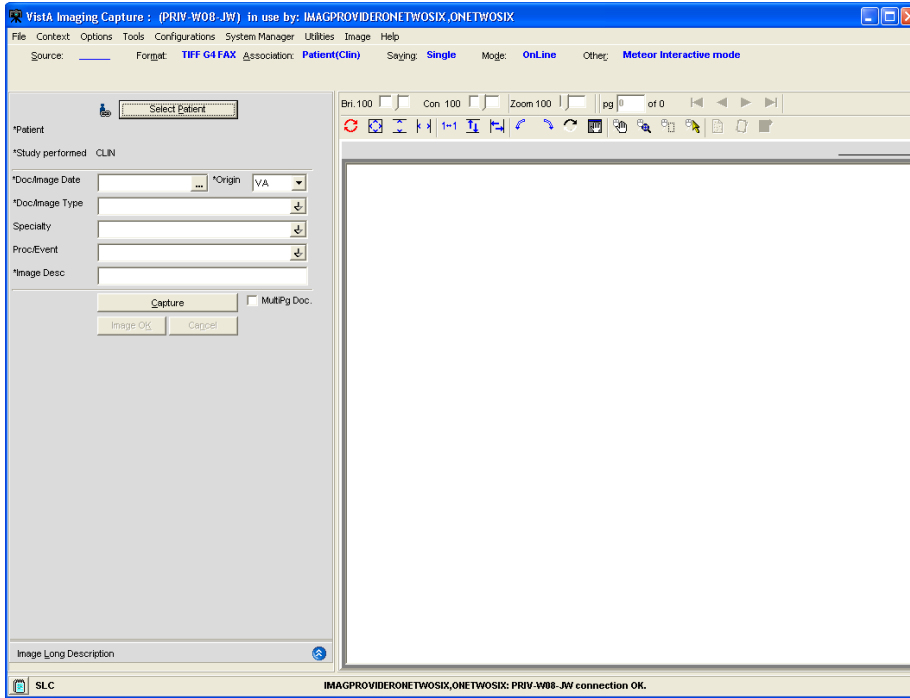 VistA Imaging Capture : (PRIV-W08-JW) in use by: IMAGPROVIDERONETWOSIX,ONETWOSIX
File Context Options Tools Configurations System Manager Utilities Image Help
Source: Format: TIFF G4 FAX Association: Patient(Clin) Saving: Single Mode: OnLine Other: Meteor Interactive mode
Select Patient
Bri. 100 Con 100 Zoom 100 pg 0 of 0
*Patient
1↔1
*Study performed CLIN
*Doc/Image Date ... *Origin VA
*Doc/Image Type
Specialty
Proc/Event
*Image Desc
Capture MultiPg Doc.
Image OK Cancel
Image Long Description
SLC IMAGPROVIDERONETWOSIX,ONETWOSIX: PRIV-W08-JW connection OK.